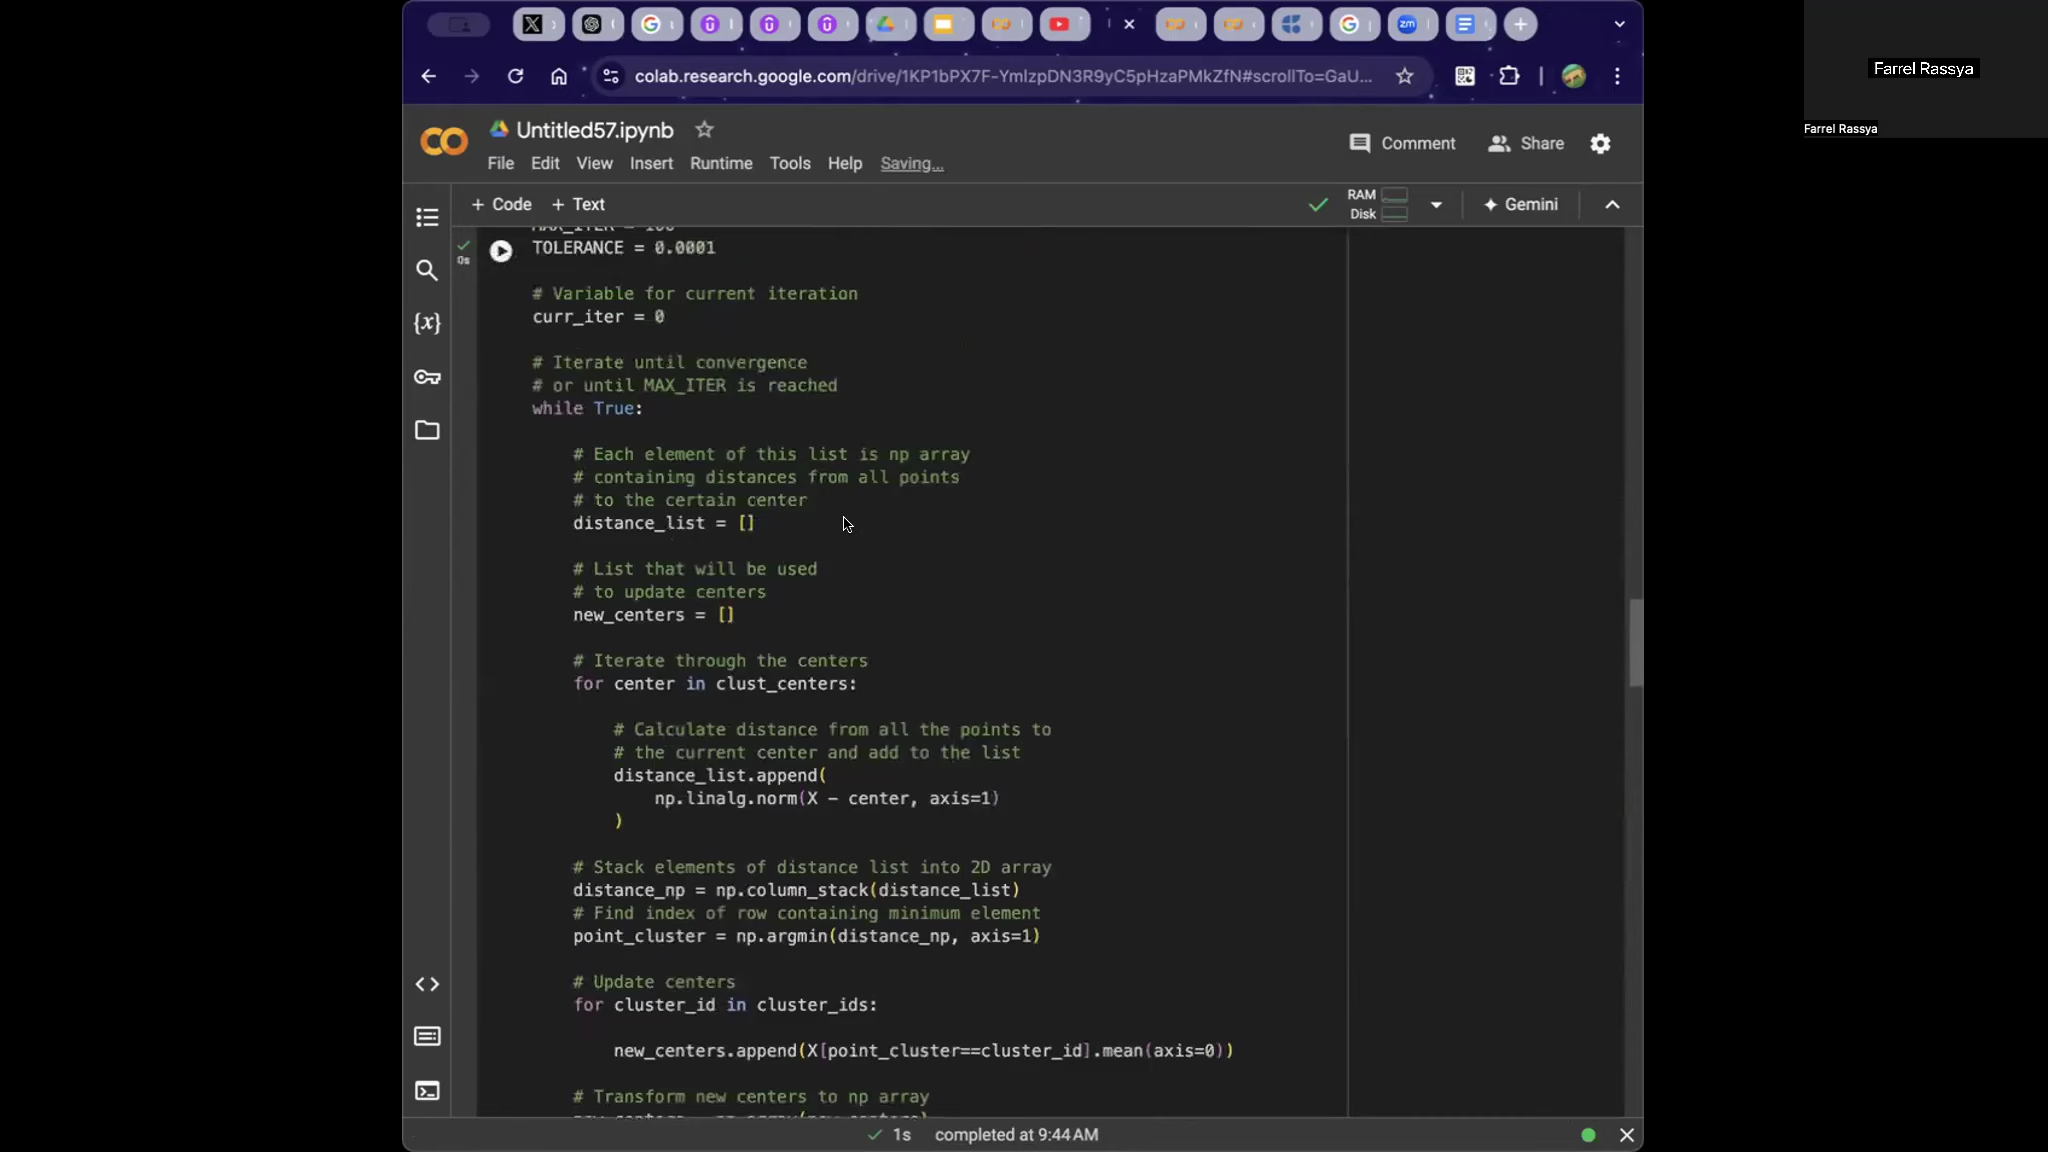 colab.research.google.com/drive/1KP1bPX7F-YmIzpDN3R9yC5pHzaPMkZfN#scrollTo=GaU...
Farrel Rassya
Farrel Rassya
Untitled57.ipynb
File Edit View Insert Runtime Tools Help Saving...
Comment
Share
+ Code + Text
RAM
Disk
Gemini
0s
TOLERANCE = 0.0001
# Variable for current iteration
curr_iter = 0
# Iterate until convergence
# or until MAX_ITER is reached
while True:
# Each element of this list is np array
# containing distances from all points
# to the certain center
distance_list = []
# List that will be used
# to update centers
new_centers = []
# Iterate through the centers
for center in clust_centers:
# Calculate distance from all the points to
# the current center and add to the list
distance_list.append(
np.linalg.norm(X - center, axis=1)
)
# Stack elements of distance list into 2D array
distance_np = np.column_stack(distance_list)
# Find index of row containing minimum element
point_cluster = np.argmin(distance_np, axis=1)
# Update centers
for cluster_id in cluster_ids:
new_centers.append(X[point_cluster==cluster_id].mean(axis=0))
# Transform new centers to np array
1s completed at 9:44 AM